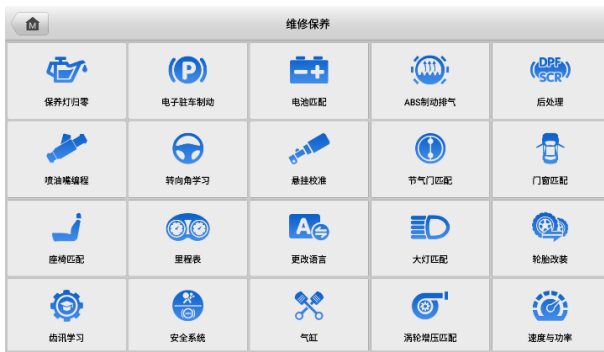 M
维修保养
保养灯归零
电子驻车制动
电池匹配
ABS制动排气
DPF
SCR
后处理
喷油嘴编程
转向角学习
悬挂校准
节气门匹配
门窗匹配
座椅匹配
里程表
A
更改语言
大灯匹配
轮胎改装
齿讯学习
安全系统
气缸
涡轮增压匹配
速度与功率